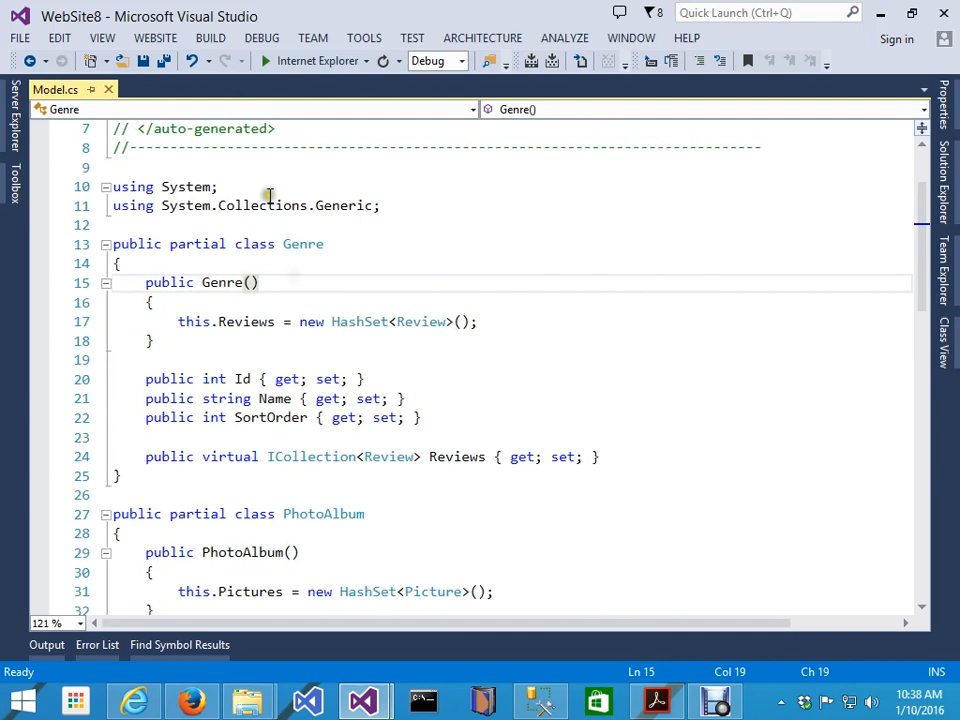 WebSite8 - Microsoft Visual Studio
8
Quick Launch (Ctrl+Q)
FILE EDIT VIEW WEBSITE BUILD DEBUG TEAM TOOLS TEST ARCHITECTURE ANALYZE WINDOW HELP
Sign in
Internet Explorer
Debug
Model.cs
Genre
Genre()
Server Explorer
Toolbox
Properties
Solution Explorer
Team Explorer
Class View
7 // </auto-generated>
8 //------------------------------------------------------------------------------
9
10 using System;
11 using System.Collections.Generic;
12
13 public partial class Genre
14 {
15 public Genre()
16 {
17 this.Reviews = new HashSet<Review>();
18 }
19
20 public int Id { get; set; }
21 public string Name { get; set; }
22 public int SortOrder { get; set; }
23
24 public virtual ICollection<Review> Reviews { get; set; }
25 }
26
27 public partial class PhotoAlbum
28 {
29 public PhotoAlbum()
30 {
31 this.Pictures = new HashSet<Picture>();
32 }
121 %
Output Error List Find Symbol Results
Ready Ln 15 Col 19 Ch 19 INS
10:38 AM
1/10/2016